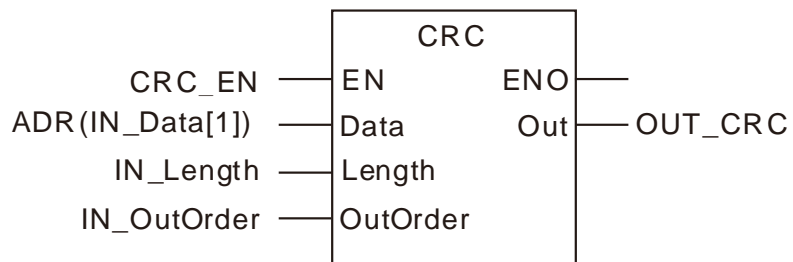 CRC
CRC_EN EN ENO
ADR(IN_Data[1]) Data Out OUT_CRC
IN_Length Length
IN_OutOrder OutOrder